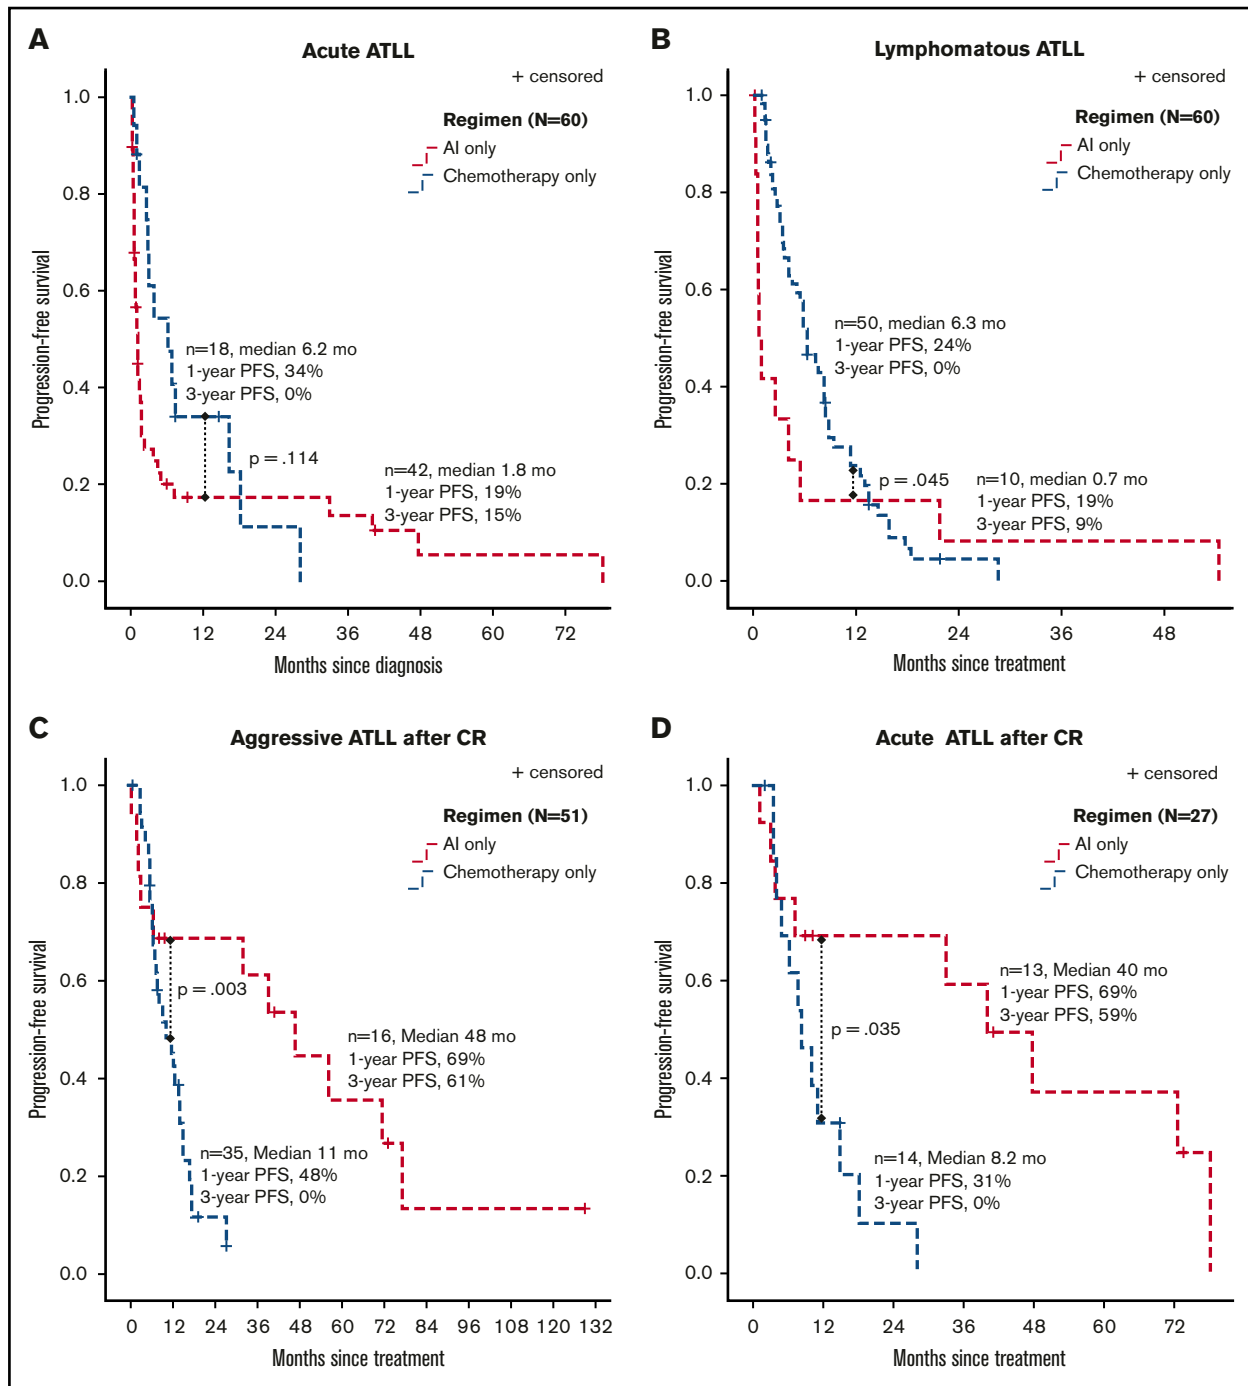 A
Acute ATLL
+ censored
Regimen (N=60)
AI only
Chemotherapy only
Progression-free survival
1.0
0.8
0.6
0.4
0.2
0.0
n=18, median 6.2 mo
1-year PFS, 34%
3-year PFS, 0%
p = .114
n=42, median 1.8 mo
1-year PFS, 19%
3-year PFS, 15%
0 12 24 36 48 60 72
Months since diagnosis
B
Lymphomatous ATLL
+ censored
Regimen (N=60)
AI only
Chemotherapy only
Progression-free survival
1.0
0.8
0.6
0.4
0.2
0.0
n=50, median 6.3 mo
1-year PFS, 24%
3-year PFS, 0%
p = .045
n=10, median 0.7 mo
1-year PFS, 19%
3-year PFS, 9%
0 12 24 36 48
Months since treatment
C
Aggressive ATLL after CR
+ censored
Regimen (N=51)
AI only
Chemotherapy only
Progression-free survival
1.0
0.8
0.6
0.4
0.2
0.0
p = .003
n=16, Median 48 mo
1-year PFS, 69%
3-year PFS, 61%
n=35, Median 11 mo
1-year PFS, 48%
3-year PFS, 0%
0 12 24 36 48 60 72 84 96 108 120 132
Months since treatment
D
Acute ATLL after CR
+ censored
Regimen (N=27)
AI only
Chemotherapy only
Progression-free survival
1.0
0.8
0.6
0.4
0.2
0.0
n=13, Median 40 mo
1-year PFS, 69%
3-year PFS, 59%
p = .035
n=14, Median 8.2 mo
1-year PFS, 31%
3-year PFS, 0%
0 12 24 36 48 60 72
Months since treatment